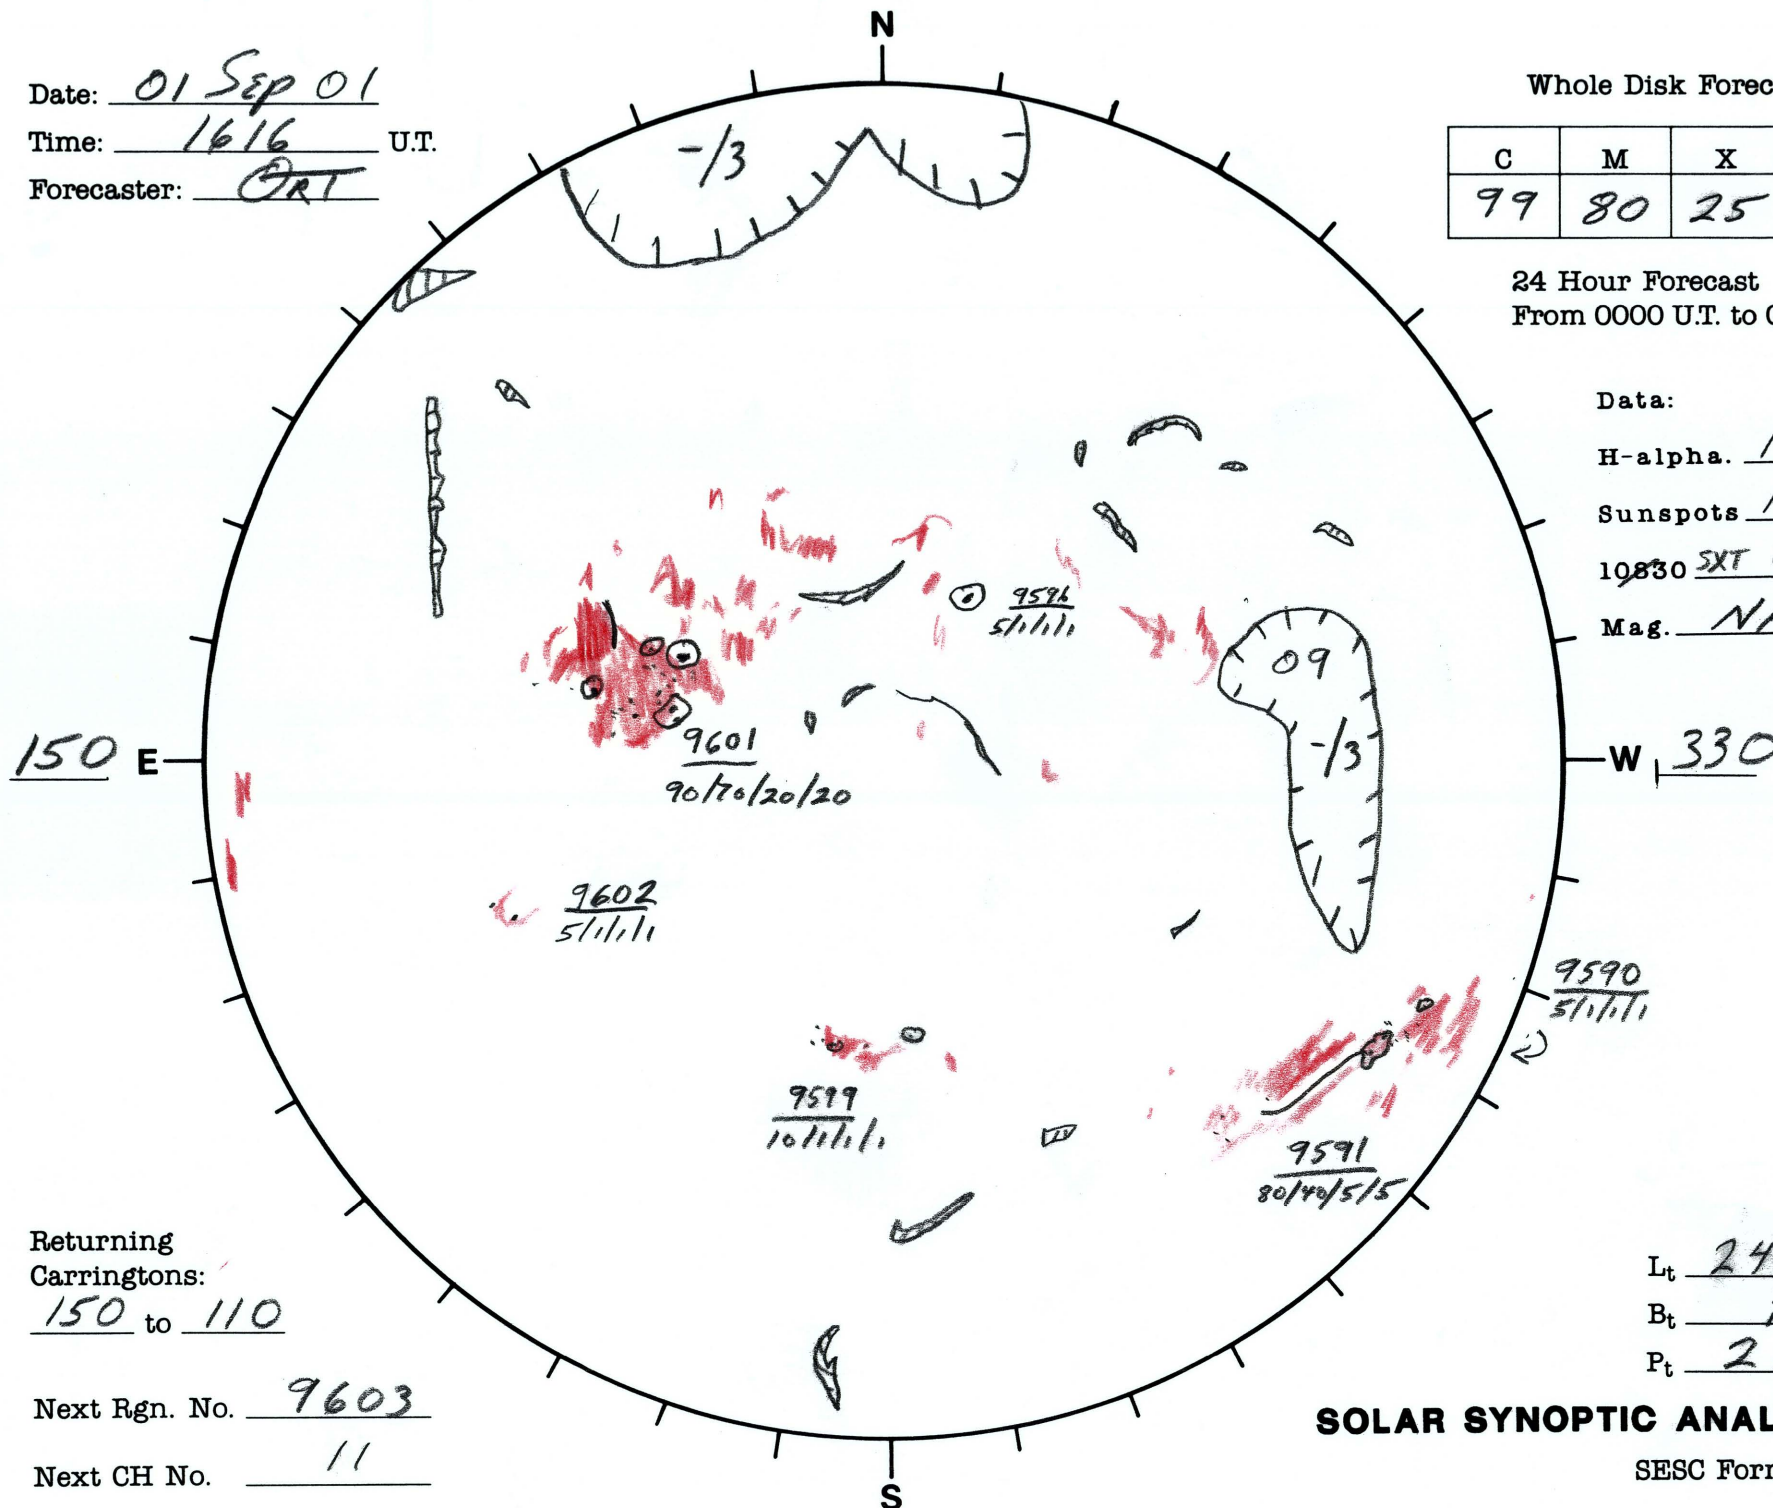 N
Date: 01 Sep 01
Time: 1616 U.T.
Forecaster: ORT
Whole Disk Forec
C M X
99 80 25
24 Hour Forecast
From 0000 U.T. to
-/3
Data:
H-alpha.
Sunspots
10830 SXT
Mag.
9596
5/1/1/1
09
-/3
150 E
W 330
9601
90/70/20/20
9602
5/1/1/1
9590
5/1/1/1
9599
10/1/1/1
9591
80/40/5/5
Returning
Carringtons:
150 to 110
Lt 24
Bt
Pt 2
Next Rgn. No. 9603
Next CH No. 11
SOLAR SYNOPTIC ANAL
SESC Form
S